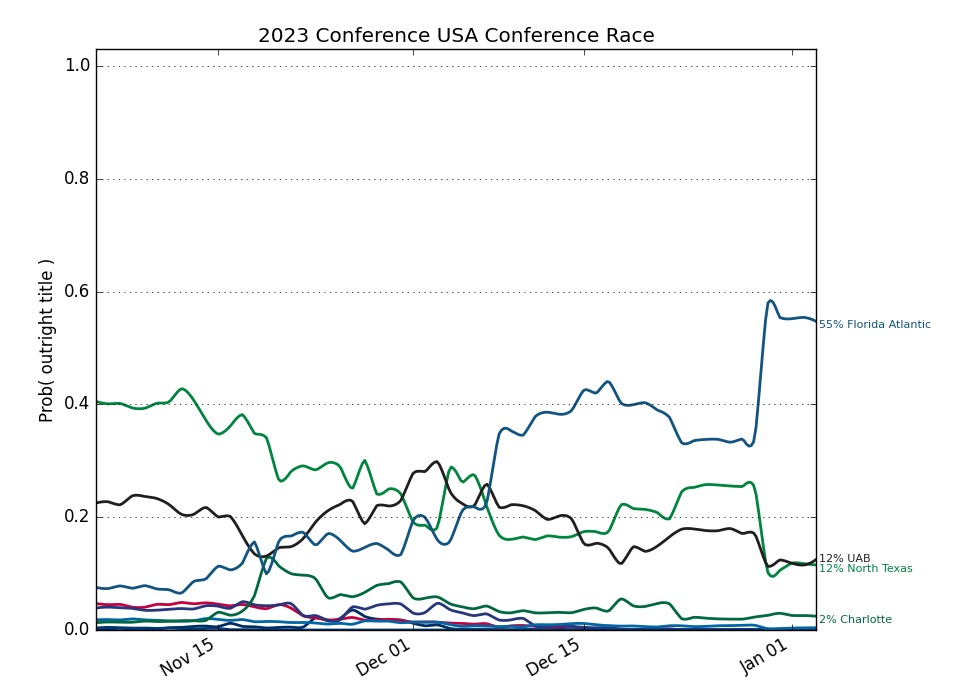 2023 Conference USA Conference Race
Prob( outright title )
1.0
0.8
0.6
0.4
0.2
0.0
Nov 15
Dec 01
Dec 15
Jan 01
55% Florida Atlantic
12% UAB
12% North Texas
2% Charlotte